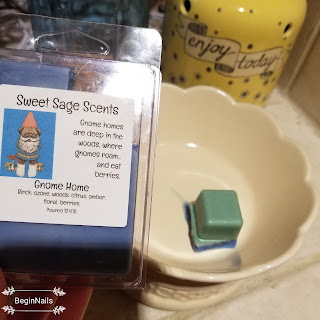 enjoy
today
Sweet Sage Scents
Gnome homes
are deep in the
woods, where
gnomes roam...
and eat
berries.
Gnome Home
Birch, ozone, woods, citrus, amber,
floral, berries.
Poured
BeginNails